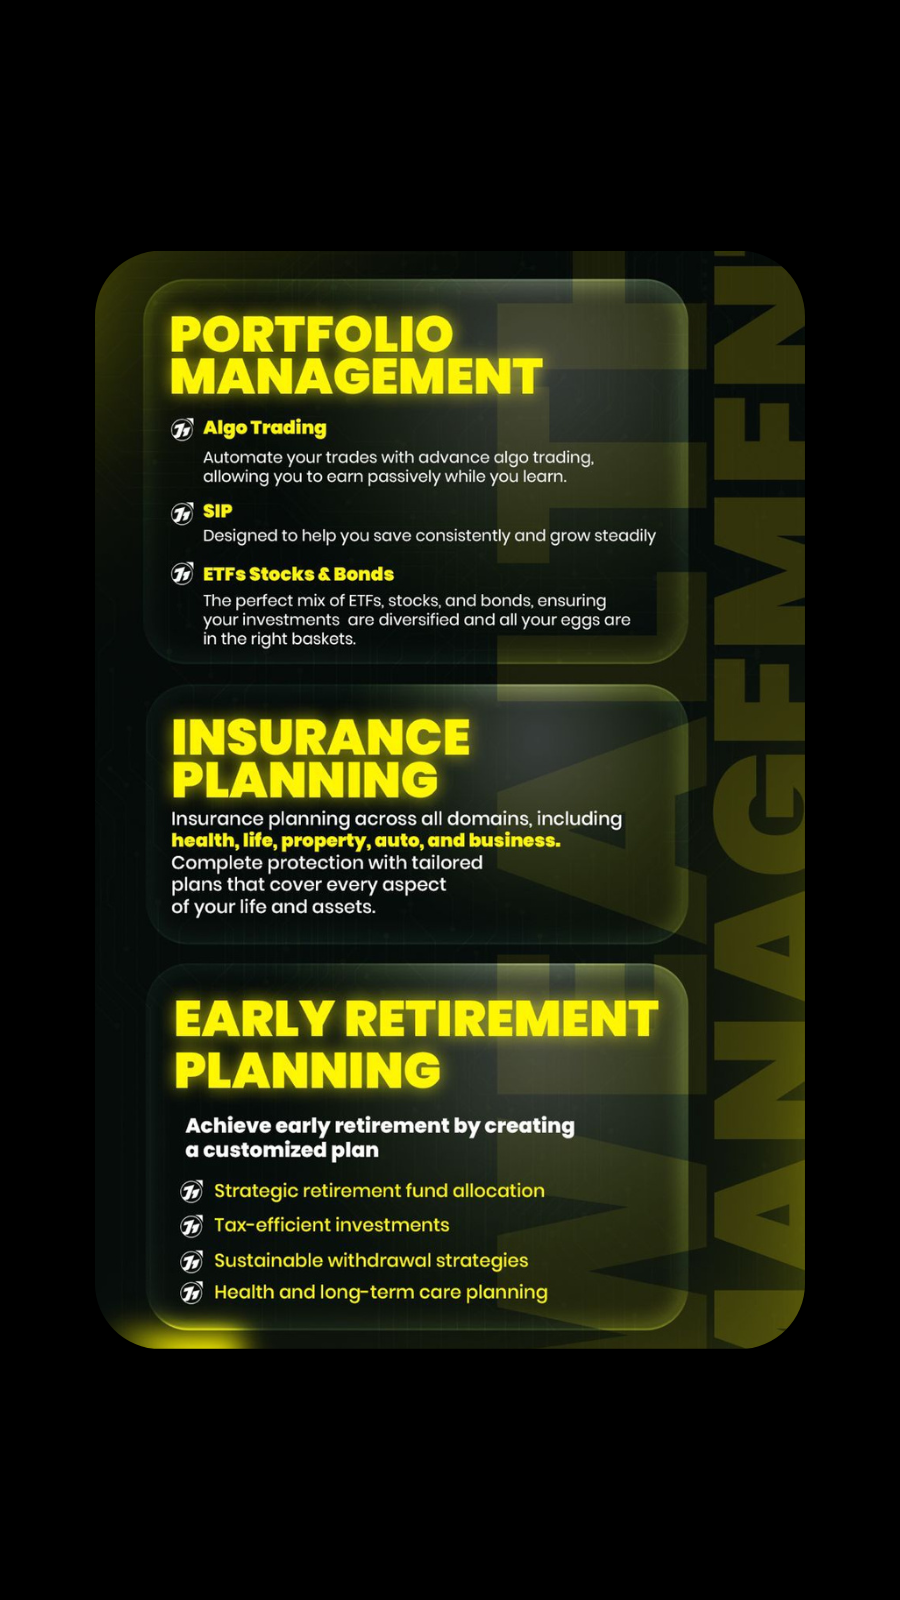 PORTFOLIO
MANAGEMENT
Algo Trading
Automate your trades with advance algo trading,
allowing you to earn passively while you learn.
SIP
Designed to help you save consistently and grow steadily
ETFs Stocks & Bonds
The perfect mix of ETFs, stocks, and bonds, ensuring
your investments  are diversified and all your eggs are
in the right baskets.
INSURANCE
PLANNING
Insurance planning across all domains, including
health, life, property, auto, and business.
Complete protection with tailored
plans that cover every aspect
of your life and assets.
EARLY RETIREMENT
PLANNING
Achieve early retirement by creating
a customized plan
Strategic retirement fund allocation
Tax-efficient investments
Sustainable withdrawal strategies
Health and long-term care planning
WEALTH
MANAGEMENT